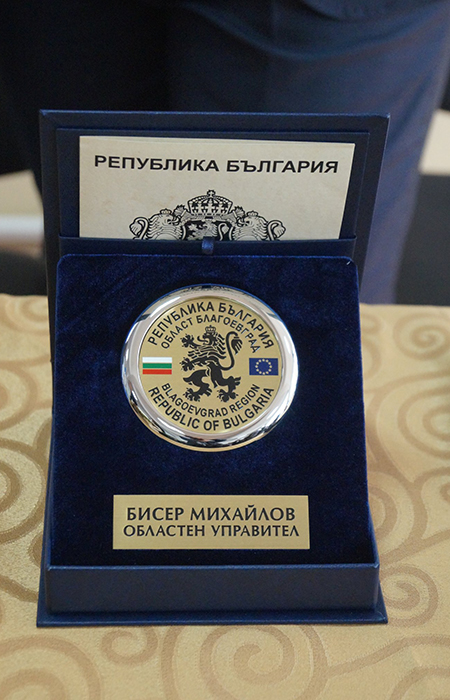 РЕПУБЛИКА БЪЛГАРИЯ
РЕПУБЛИКА БЪЛГАРИЯ
ОБЛАСТ БЛАГОЕВГРАД
BLAGOEVGRAD REGION
REPUBLIC OF BULGARIA
БИСЕР МИХАЙЛОВ
ОБЛАСТЕН УПРАВИТЕЛ